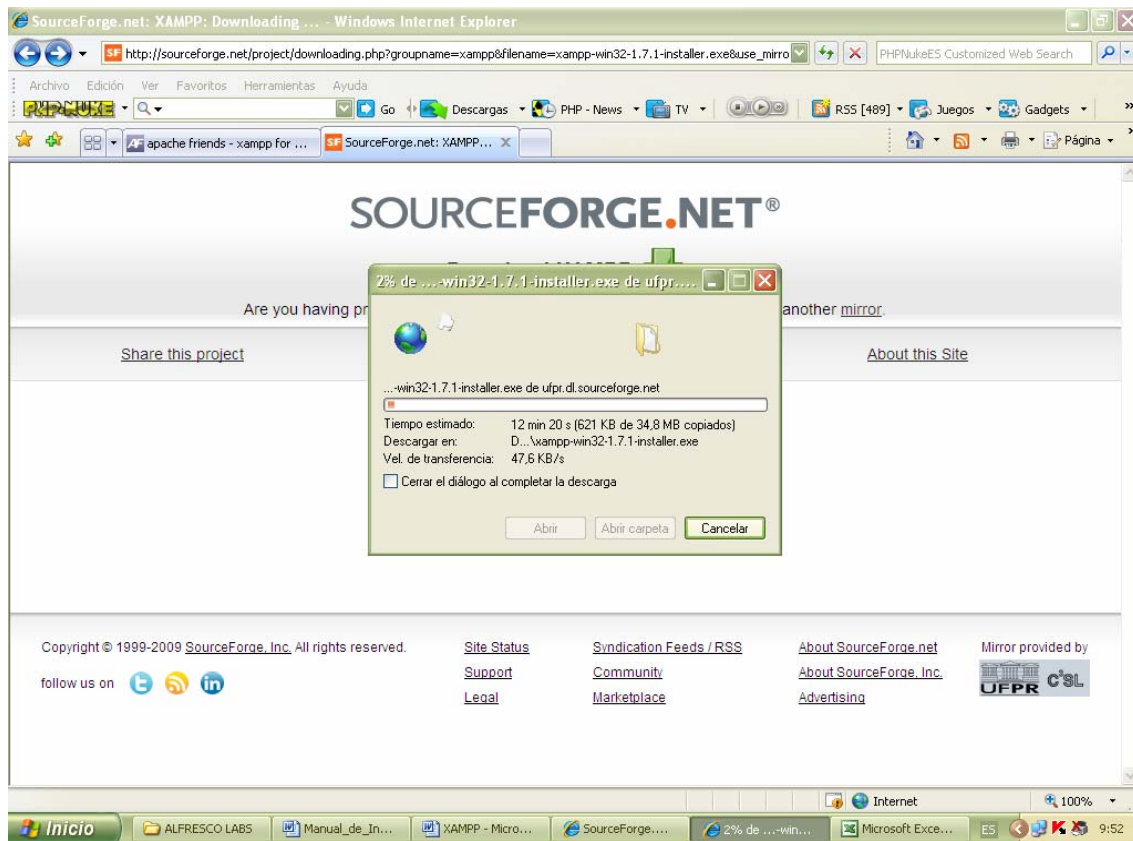 SourceForge.net: XAMPP: Downloading ... - Windows Internet Explorer
http://sourceforge.net/project/downloading.php?groupname=xampp&filename=xampp-win32-1.7.1-installer.exe&use_mirro
PHPNukeES Customized Web Search
Archivo Edición Ver Favoritos Herramientas Ayuda
PHP-NUKE Go Descargas PHP - News TV RSS [489] Juegos Gadgets »
apache friends - xampp for ... SourceForge.net: XAMPP... X Página
SOURCEFORGE.NET®
Are you having pr
another mirror.
Share this project
About this Site
2% de ...-win32-1.7.1-installer.exe de ufpr....
...-win32-1.7.1-installer.exe de ufpr.dl.sourceforge.net
Tiempo estimado: 12 min 20 s (621 KB de 34,8 MB copiados)
Descargar en: D...\xampp-win32-1.7.1-installer.exe
Vel. de transferencia: 47,6 KB/s
Cerrar el diálogo al completar la descarga
Abrir Abrir carpeta Cancelar
Copyright © 1999-2009 SourceForge, Inc. All rights reserved.
follow us on
Site Status
Support
Legal
Syndication Feeds / RSS
Community
Marketplace
About SourceForge.net
About SourceForge, Inc.
Advertising
Mirror provided by
UFPR C3SL
Internet 100%
Inicio ALFRESCO LABS Manual_de_In... XAMPP - Micro... SourceForge.... 2% de ...-win... Microsoft Exce... ES 9:52